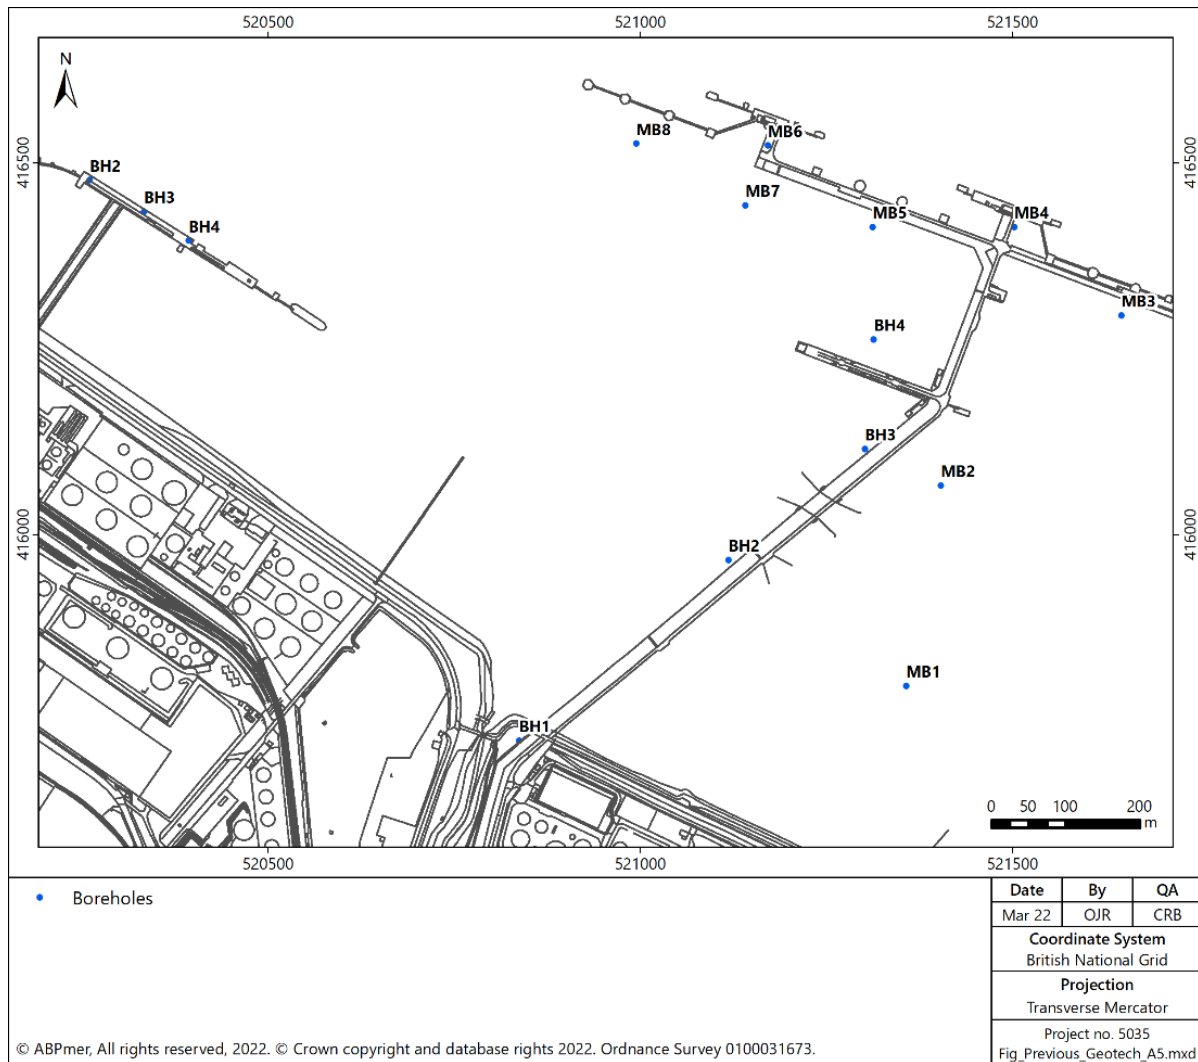 520500 521000 521500
N
MB8 MB6
416500 416500
BH2
MB7
BH3
MB5 MB4
BH4
MB3
BH4
BH3
MB2
416000 416000
BH2
MB1
BH1
0 50 100 200
m
520500 521000 521500
Boreholes
Date By QA
Mar 22 OJR CRB
Coordinate System
British National Grid
Projection
Transverse Mercator
Project no. 5035
Fig_Previous_Geotech_A5.mxd
© ABPmer, All rights reserved, 2022. © Crown copyright and database rights 2022. Ordnance Survey 0100031673.